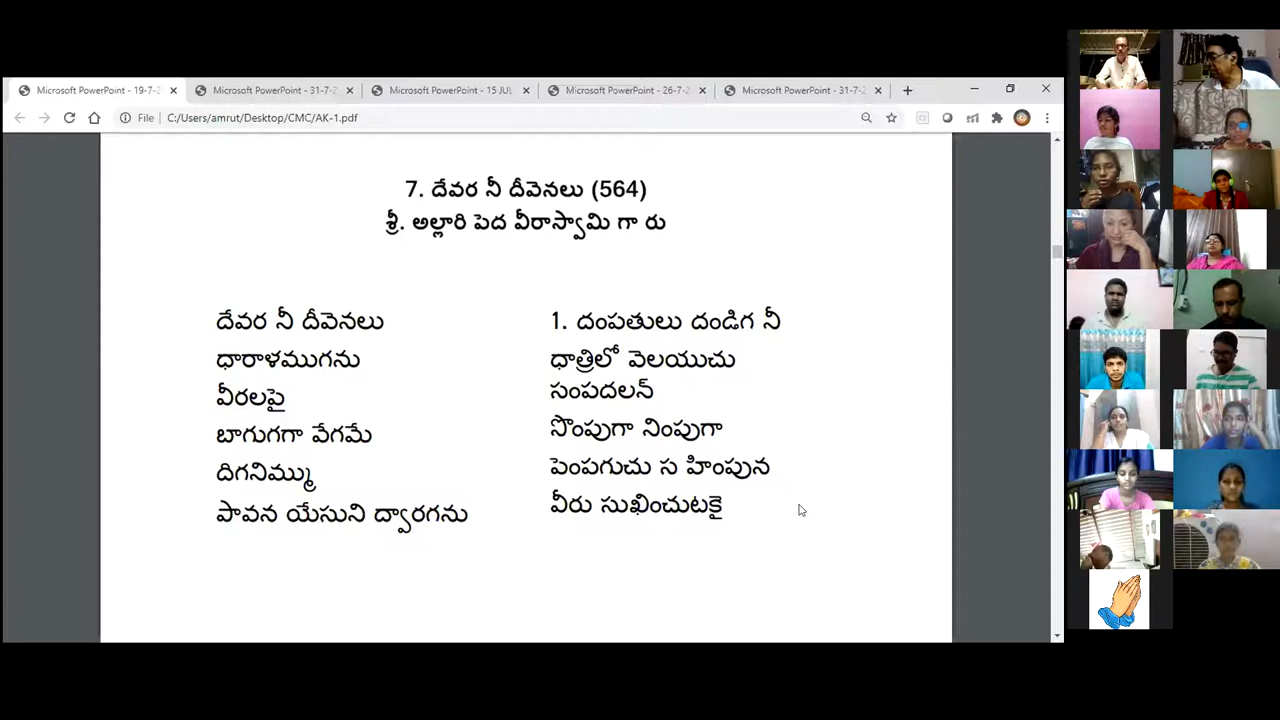 Microsoft PowerPoint - 19-7-2
Microsoft PowerPoint - 31-7-2
Microsoft PowerPoint - 15 JUL
Microsoft PowerPoint - 26-7-2
Microsoft PowerPoint - 31-7-2
File C:/Users/amrut/Desktop/CMC/AK-1.pdf
7. దేవర నీ దీవెనలు (564)
శ్రీ. అల్లారి పెద వీరాస్వామి గా రు
దేవర నీ దీవెనలు
ధారాళముగను
వీరలపై
బాగుగగా వేగమే
దిగనిమ్ము
పావన యేసుని ద్వారగను
1. దంపతులు దండిగ నీ
ధాత్రిలో వెలయుచు
సంపదలన్
సొంపుగా నింపుగా
పెంపగుచు స హింపున
వీరు సుఖించుటకై